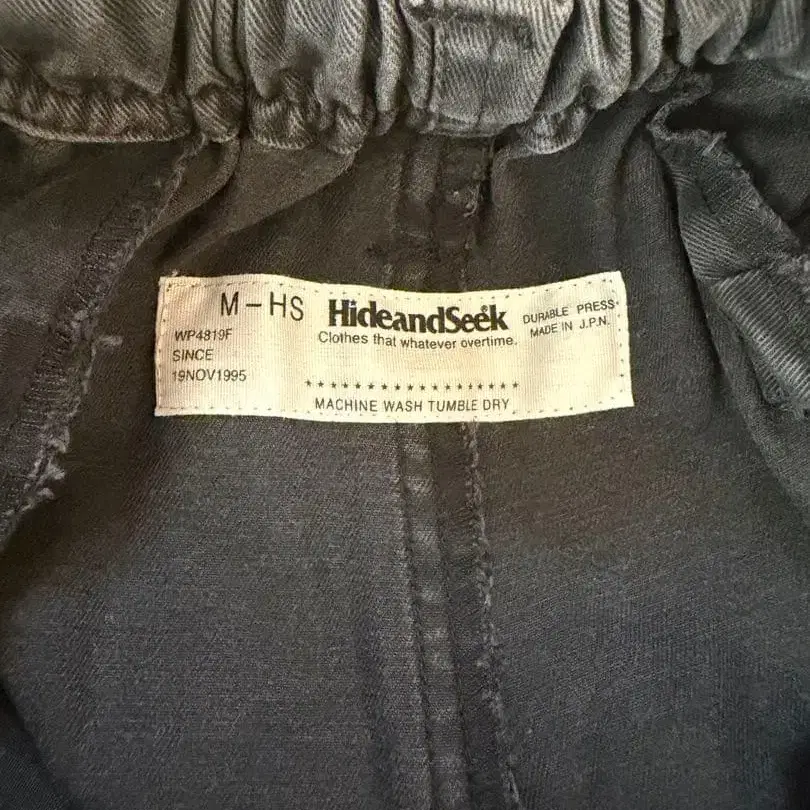 M-HS
HideandSeek
DURABLE PRESS
MADE IN J.P.N.
Clothes that whatever overtime.
WP4819F
SINCE
19NOV1995
★★★★★★★★★★★★★★★★★★
MACHINE WASH TUMBLE DRY